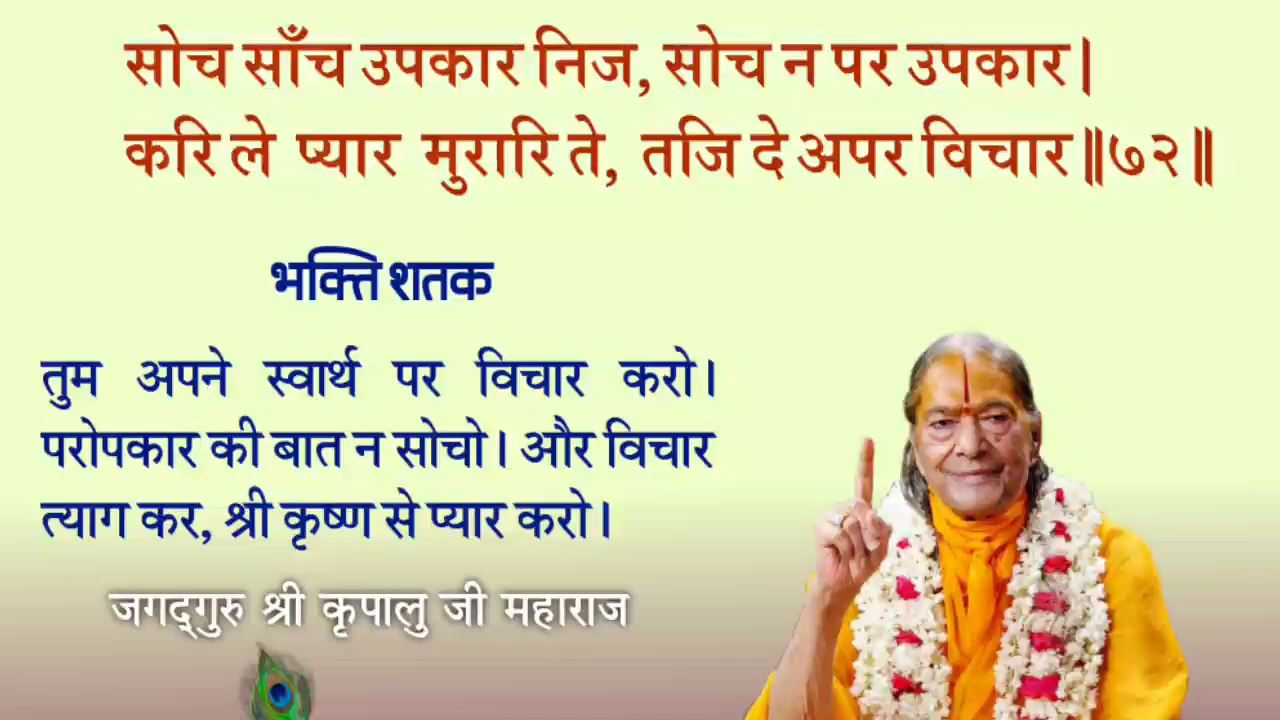 सोच साँच उपकार निज, सोच न पर उपकार।
करि ले प्यार मुरारि ते, तजि दे अपर विचार॥७२॥
भक्ति शतक
तुम अपने स्वार्थ पर विचार करो।
परोपकार की बात न सोचो। और विचार
त्याग कर, श्री कृष्ण से प्यार करो।
जगद्गुरु श्री कृपालु जी महाराज